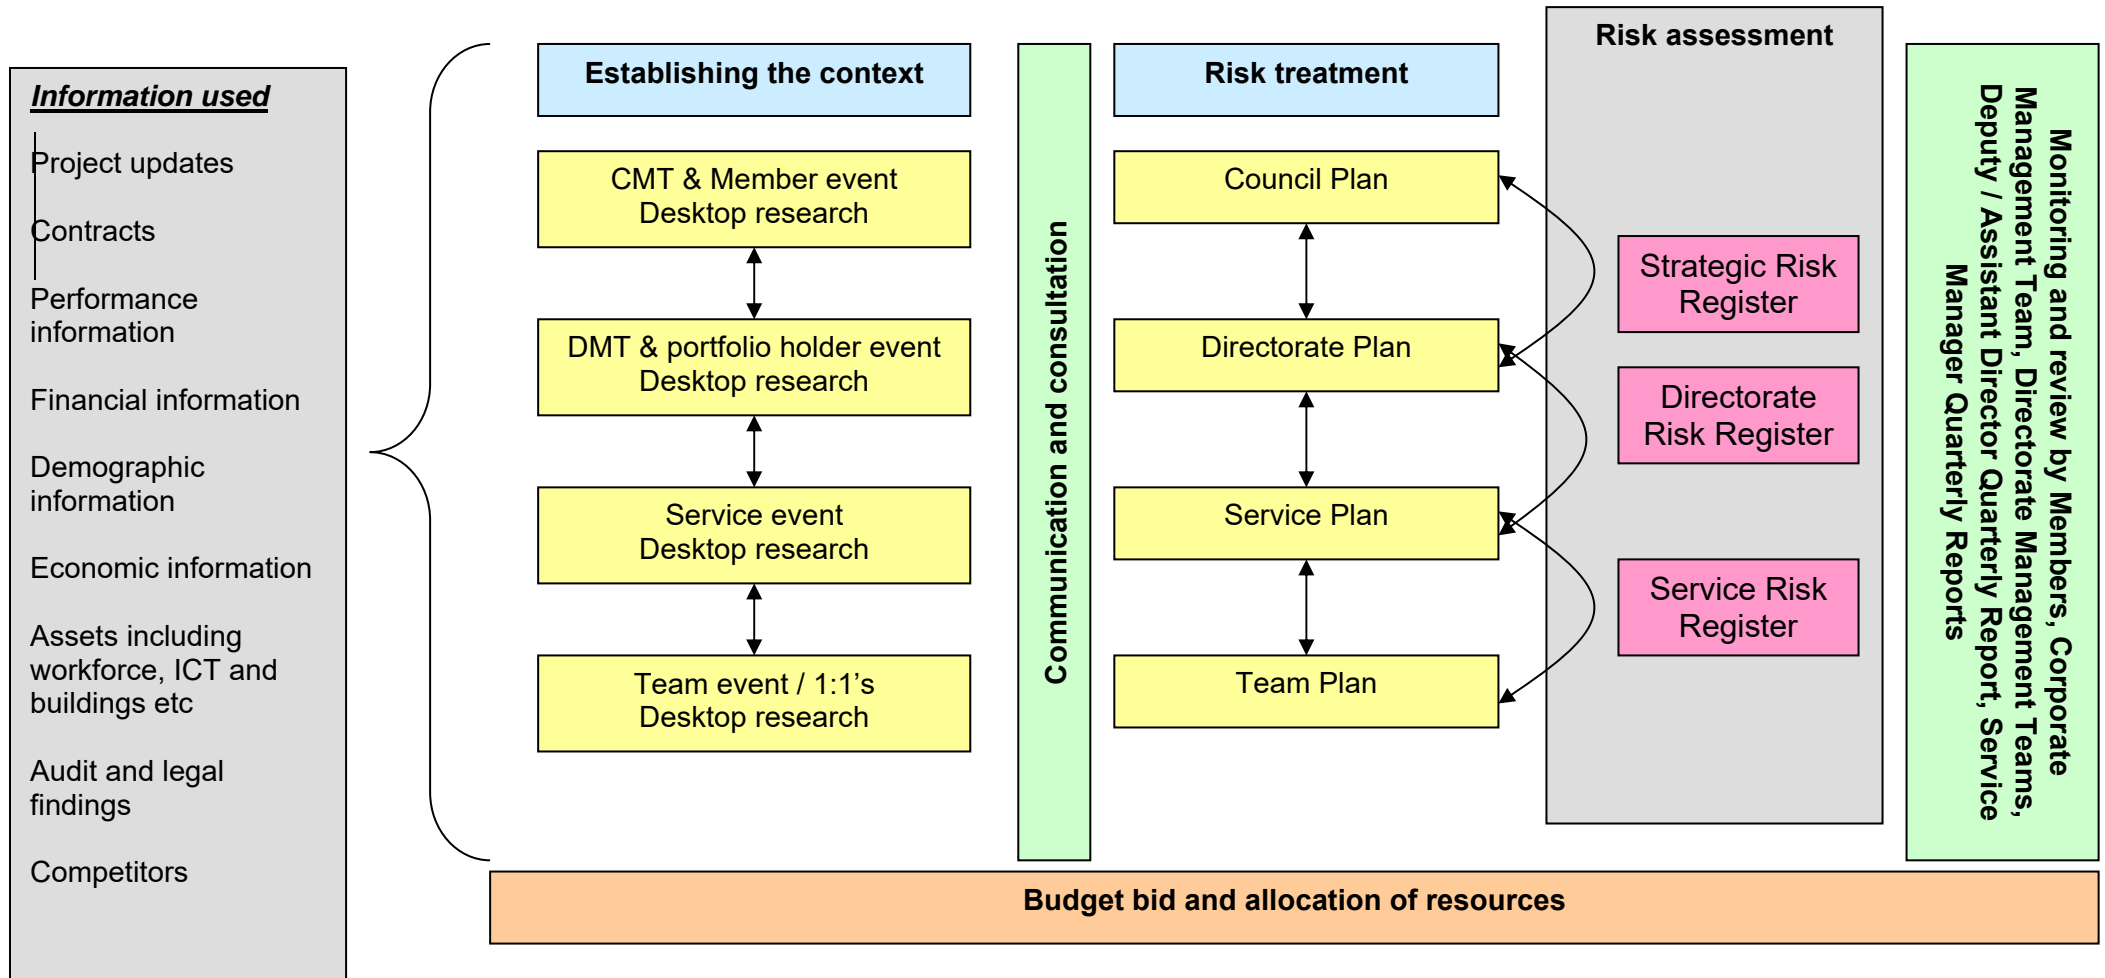 Information used
Project updates
Contracts
Performance
information
Financial information
Demographic
information
Economic information
Assets including
workforce, ICT and
buildings etc
Audit and legal
findings
Competitors
Establishing the context
CMT & Member event
Desktop research
DMT & portfolio holder event
Desktop research
Service event
Desktop research
Team event / 1:1’s
Desktop research
Communication and consultation
Risk treatment
Council Plan
Directorate Plan
Service Plan
Team Plan
Risk assessment
Strategic Risk
Register
Directorate
Risk Register
Service Risk
Register
Monitoring and review by Members, Corporate
Management Team, Directorate Management Teams,
Deputy / Assistant Director Quarterly Report, Service
Manager Quarterly Reports
Budget bid and allocation of resources